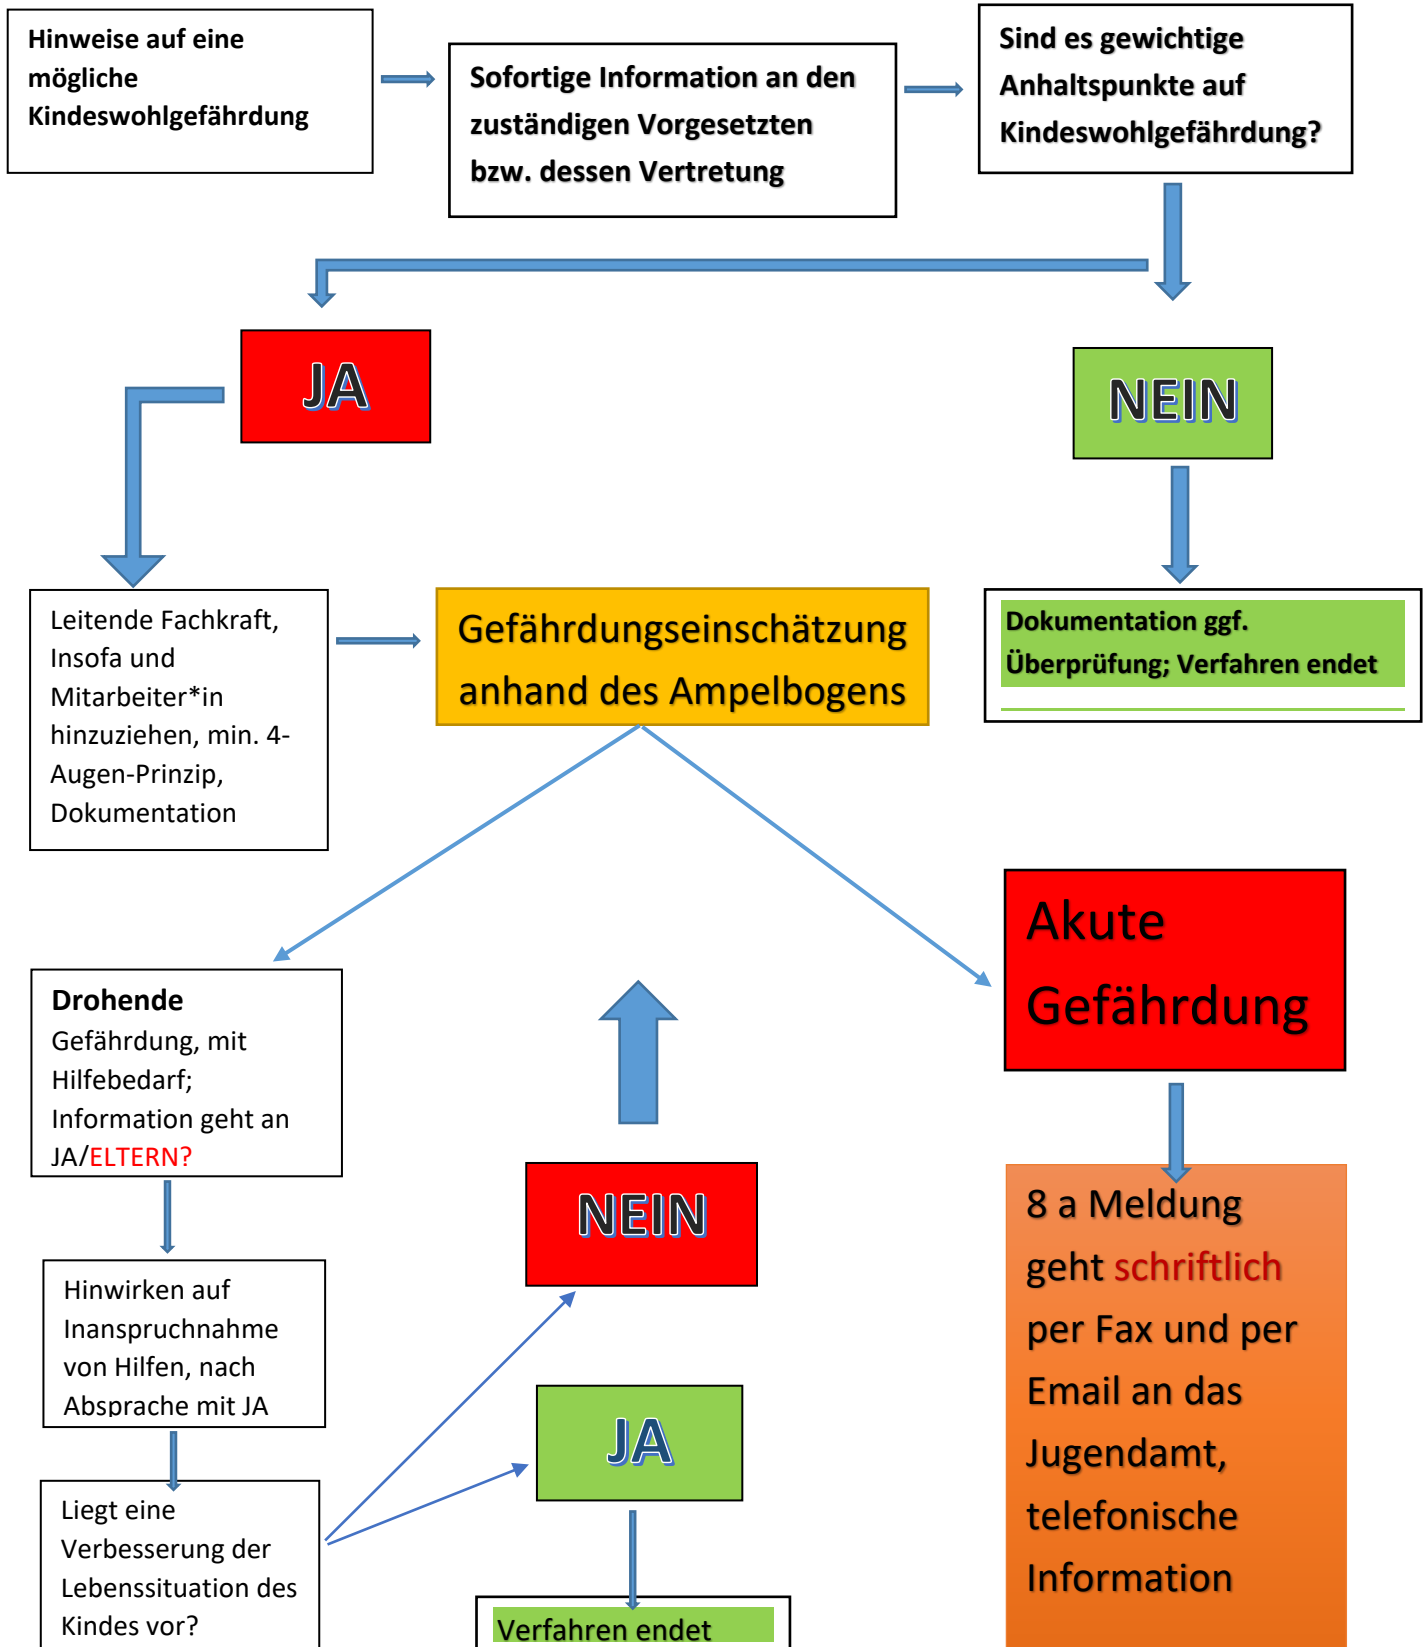 Hinweise auf eine
mögliche
Kindeswohlgefährdung
Sofortige Information an den
zuständigen Vorgesetzten
bzw. dessen Vertretung
Sind es gewichtige
Anhaltspunkte auf
Kindeswohlgefährdung?
JA
NEIN
Leitende Fachkraft,
Insofa und
Mitarbeiter*in
hinzuziehen, min. 4-
Augen-Prinzip,
Dokumentation
Gefährdungseinschätzung
anhand des Ampelbogens
Dokumentation ggf.
Überprüfung; Verfahren endet
Akute
Gefährdung
Drohende
Gefährdung, mit
Hilfebedarf;
Information geht an
JA/ELTERN?
NEIN
8 a Meldung
geht schriftlich
per Fax und per
Email an das
Jugendamt,
telefonische
Information
Hinwirken auf
Inanspruchnahme
von Hilfen, nach
Absprache mit JA
JA
Liegt eine
Verbesserung der
Lebenssituation des
Kindes vor?
Verfahren endet